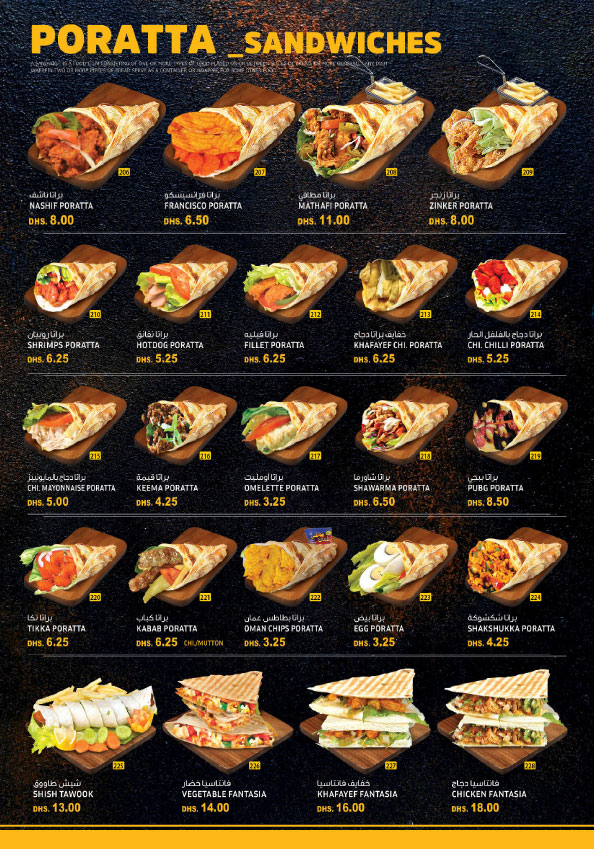 PORATTA _SANDWICHES
206 207 208 209
براتا ناشف براتا فرانسيسكو براتا مطافي براتا زنجر
NASHIF PORATTA FRANCISCO PORATTA MATHAFI PORATTA ZINKER PORATTA
DHS. 8.00 DHS. 6.50 DHS. 11.00 DHS. 8.00
210 211 212 213 214
براتا روبيان براتا نقانق براتا فيليه خفايف براتا دجاج براتا دجاج بالفلفل الحار
SHRIMPS PORATTA HOTDOG PORATTA FILLET PORATTA KHAFAYEF CHI. PORATTA CHI. CHILLI PORATTA
DHS. 6.25 DHS. 5.25 DHS. 6.25 DHS. 6.25 DHS. 5.25
215 216 217 218 219
براتا دجاج بالمايونيز براتا قيمة براتا أومليت براتا شاورما براتا ببجي
CHI. MAYONNAISE PORATTA KEEMA PORATTA OMELETTE PORATTA SHAWARMA PORATTA PUBG PORATTA
DHS. 5.00 DHS. 4.25 DHS. 3.25 DHS. 6.50 DHS. 8.50
220 221 222 223 224
براتا تكا براتا كباب براتا بطاطس عمان براتا بيض براتا شكشوكة
TIKKA PORATTA KABAB PORATTA OMAN CHIPS PORATTA EGG PORATTA SHAKSHUKKA PORATTA
DHS. 6.25 DHS. 6.25 CHI/MUTTON DHS. 3.25 DHS. 3.25 DHS. 4.25
225 226 227 228
شيش طاووق فانتاسيا خضار خفايف فانتاسيا فانتاسيا دجاج
SHISH TAWOOK VEGETABLE FANTASIA KHAFAYEF FANTASIA CHICKEN FANTASIA
DHS. 13.00 DHS. 14.00 DHS. 16.00 DHS. 18.00